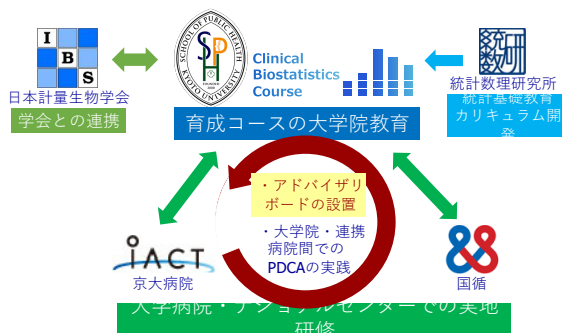 I
B
S
SCHOOL OF PUBLIC HEALTH
KYOTO UNIVERSITY
S
P
H
Clinical
Biostatistics
Course
統数研
日本計量生物学会
統計数理研究所
学会との連携
育成コースの大学院教育
統計基礎教育
カリキュラム開
発
・アドバイザリ
ボードの設置
・大学院・連携
病院間での
PDCAの実践
iACT
京大病院
国循
大学病院・ナショナルセンターでの実地
研修